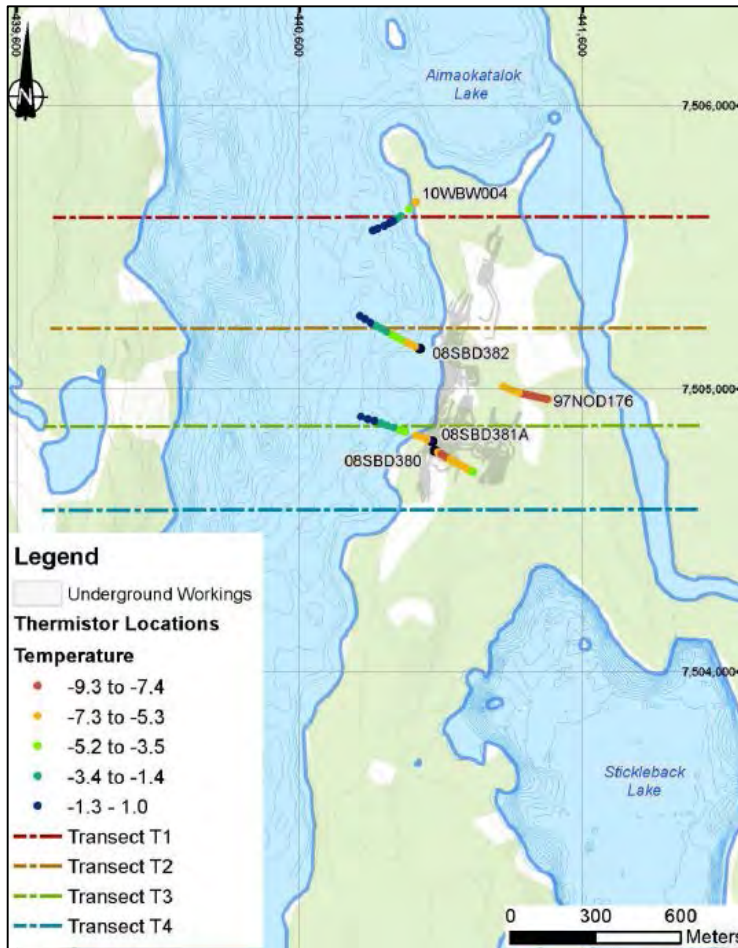 439,600
440,600
441,600
N
Aimaokatalok
Lake
7,506,000
10WBW004
08SBD382
7,505,000
97NOD176
08SBD381A
08SBD380
Legend
Underground Workings
Thermistor Locations
Temperature
-9.3 to -7.4
-7.3 to -5.3
-5.2 to -3.5
-3.4 to -1.4
-1.3 - 1.0
Transect T1
Transect T2
Transect T3
Transect T4
7,504,000
Stickleback
Lake
0 300 600
Meters